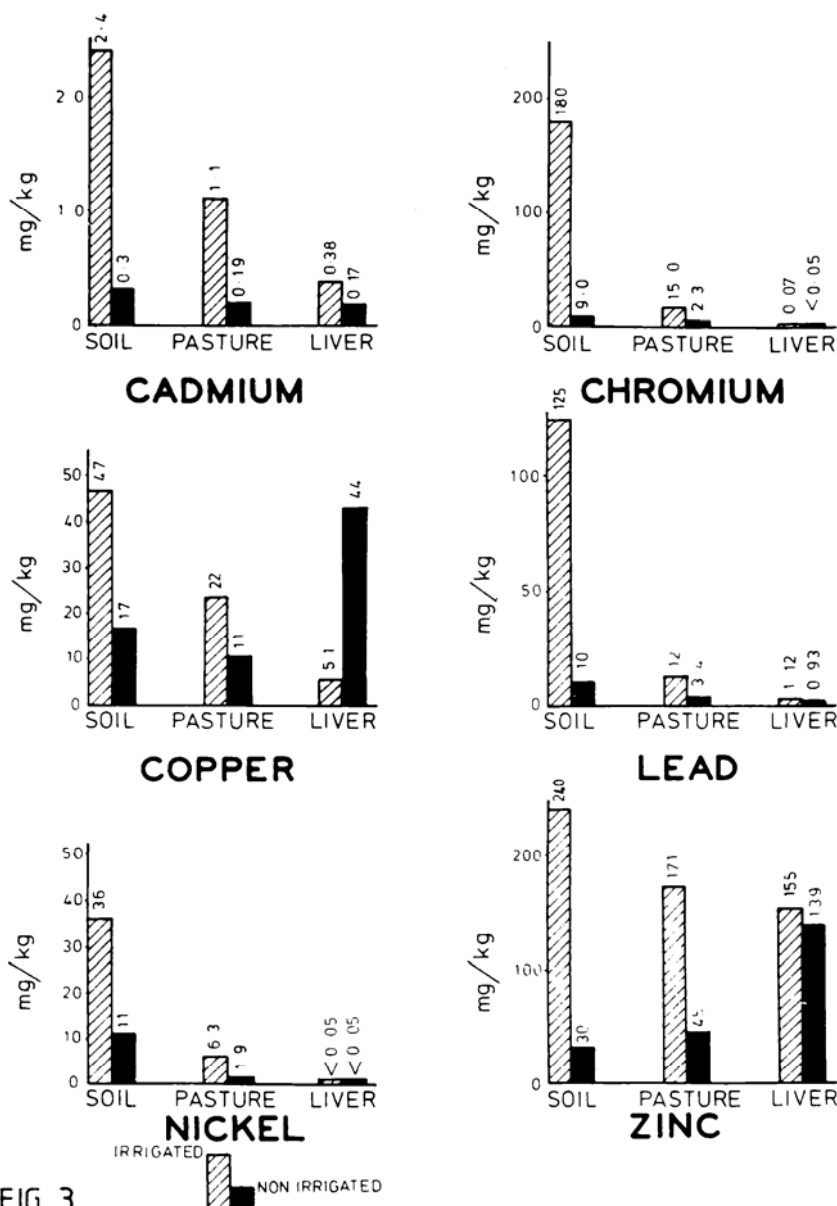 2·4
2 0
1 0
0
mg/kg
0·3
1 1
0·19
0·38
0·17
SOIL PASTURE LIVER
CADMIUM
200
100
0
mg/kg
180
9·0
15 0
2 3
0 07
<0·05
SOIL PASTURE LIVER
CHROMIUM
50
40
30
20
10
0
mg/kg
47
17
22
11
5 1
44
SOIL PASTURE LIVER
COPPER
125
100
50
0
mg/kg
10
12
3 4
1 12
0 93
SOIL PASTURE LIVER
LEAD
50
40
30
20
10
0
mg/kg
36
11
6 3
1 9
<0 05
<0 05
SOIL PASTURE LIVER
NICKEL
240
200
100
0
mg/kg
30
171
45
155
139
SOIL PASTURE LIVER
ZINC
IRRIGATED
NON IRRIGATED
FIG 3